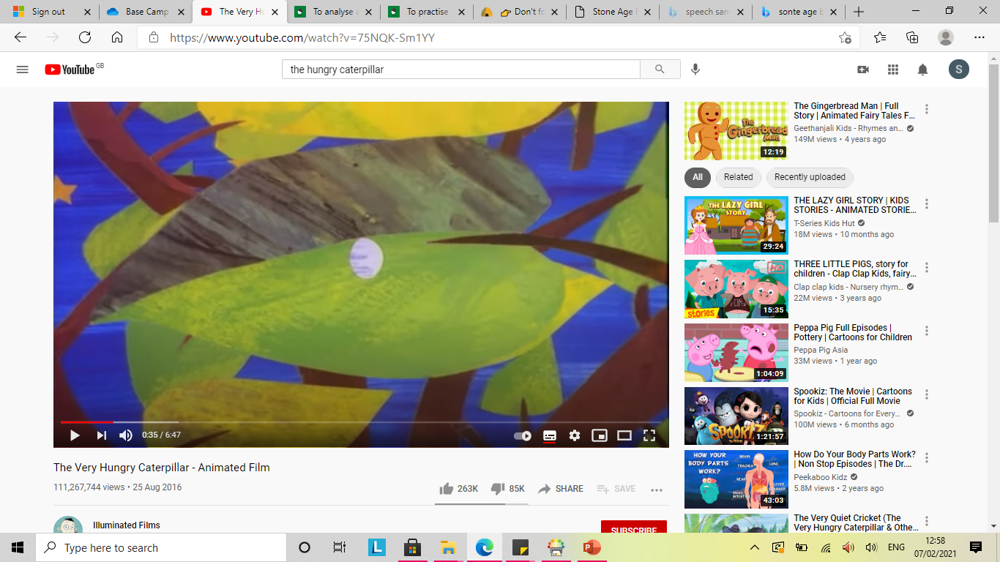 Sign out
Base Camp
The Very Hu
To analyse a
To practise
Don't fo
Stone Age B
speech san
sonte age b
https://www.youtube.com/watch?v=75NQK-Sm1YY
YouTube GB
the hungry caterpillar
S
The Gingerbread Man
12:19
The Gingerbread Man | Full
Story | Animated Fairy Tales F...
Geethanjali Kids - Rhymes an...
149M views • 4 years ago
All
Related
Recently uploaded
THE LAZY GIRL
STORY
29:24
THE LAZY GIRL STORY | KIDS
STORIES - ANIMATED STORIE...
T-Series Kids Hut
18M views • 10 months ago
HD
stories
15:35
THREE LITTLE PIGS, story for
children - Clap Clap Kids, fairy...
Clap clap kids - Nursery rhym...
22M views • 3 years ago
1:04:09
Peppa Pig Full Episodes |
Pottery | Cartoons for Children
Peppa Pig Asia
33M views • 1 year ago
SPOOKIZ
1:21:57
Spookiz: The Movie | Cartoons
for Kids | Official Full Movie
Spookiz - Cartoons for Every...
100M views • 6 months ago
HOW YOUR
BODY PARTS
WORK?
BRAIN
TRACHEA
LUNG
HEART
LIVER
STOMACH
SMALL
INTESTINE
43:03
How Do Your Body Parts Work?
| Non Stop Episodes | The Dr....
Peekaboo Kidz
5.8M views • 2 years ago
The Very Quiet Cricket (The
Very Hungry Caterpillar & Othe...
0:35 / 6:47
The Very Hungry Caterpillar - Animated Film
111,267,744 views • 25 Aug 2016
263K
85K
SHARE
SAVE
Illuminated Films
SUBSCRIBE
Type here to search
L
ENG
12:58
07/02/2021